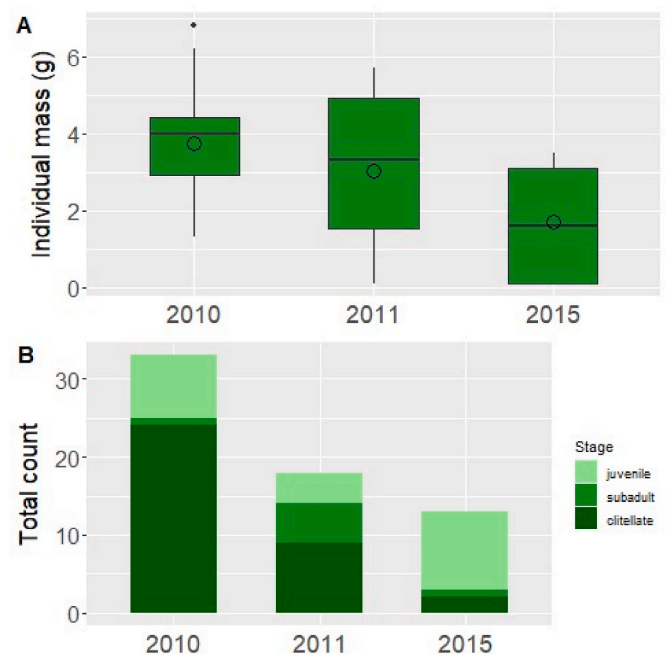 A
Individual mass (g)
6
4
2
0
2010 2011 2015
B
Total count
30
20
10
0
2010 2011 2015
Stage
juvenile
subadult
clitellate